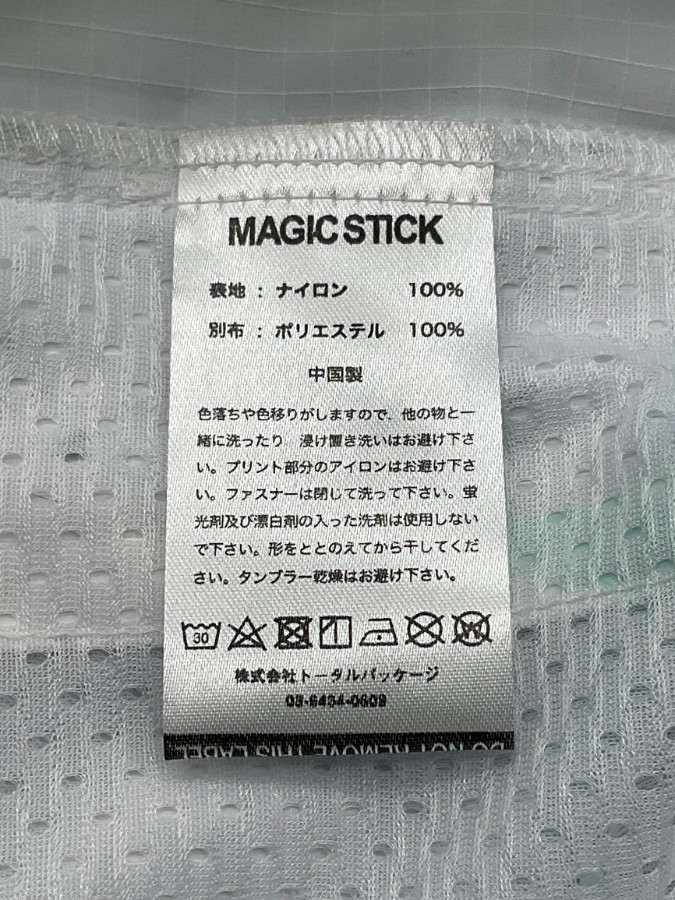 MAGIC STICK
表地 : ナイロン 100%
別布 : ポリエステル 100%
中国製
色落ちや色移りがしますので、他の物と一
緒に洗ったり 浸け置き洗いはお避け下さ
い。プリント部分のアイロンはお避け下さ
い。ファスナーは閉じて洗って下さい。蛍
光剤及び漂白剤の入った洗剤は使用しない
で下さい。形をととのえてから干してくだ
さい。タンブラー乾燥はお避け下さい。
30 W
株式会社トータルパッケージ
03-6434-0609
DO NOT REMOVE THIS LABEL